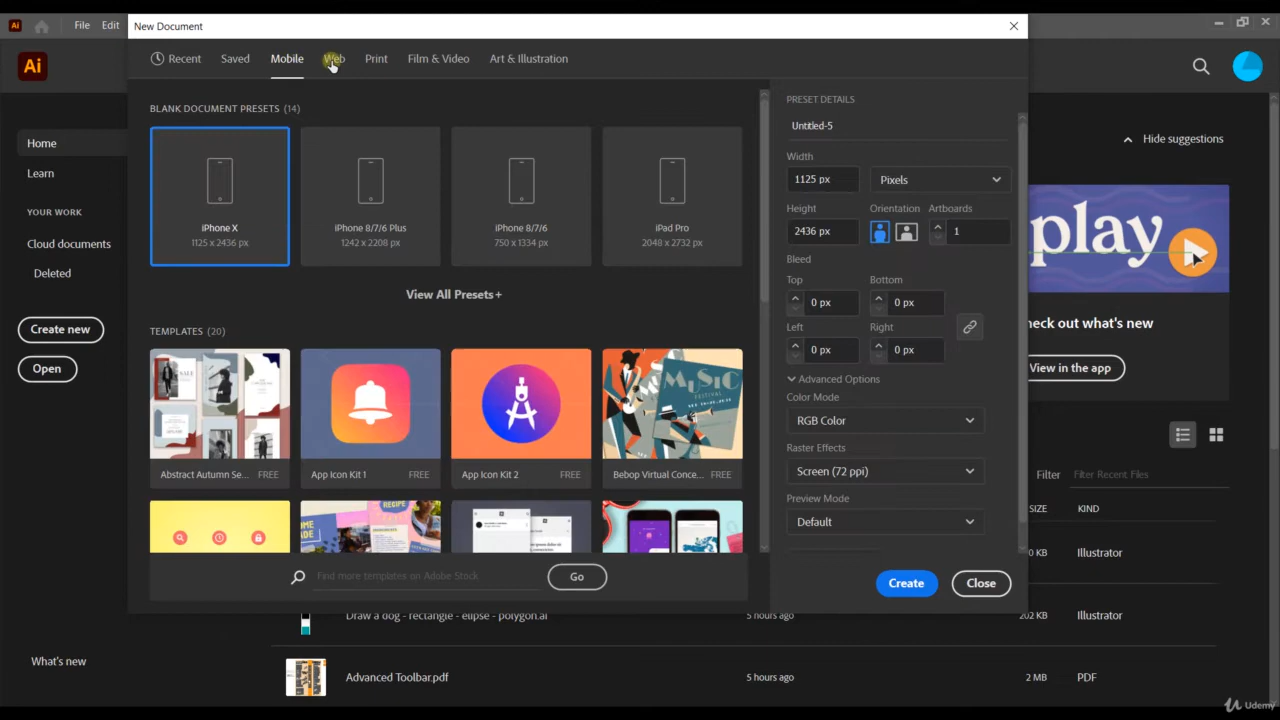 Ai
File
Edit
New Document
Ai
Recent
Saved
Mobile
Web
Print
Film & Video
Art & Illustration
BLANK DOCUMENT PRESETS (14)
iPhone X
1125 x 2436 px
iPhone 8/7/6 Plus
1242 x 2208 px
iPhone 8/7/6
750 x 1334 px
iPad Pro
2048 x 2732 px
View All Presets+
TEMPLATES (20)
SALE
MUSIC
FESTIVAL
Abstract Autumn Se... FREE
App Icon Kit 1 FREE
App Icon Kit 2 FREE
Bebop Virtual Conce... FREE
RECIPE
Find more templates on Adobe Stock
Go
PRESET DETAILS
Untitled-5
Width
1125 px
Pixels
Height
Orientation
Artboards
2436 px
1
Bleed
Top
Bottom
0 px
0 px
Left
Right
0 px
0 px
Advanced Options
Color Mode
RGB Color
Raster Effects
Screen (72 ppi)
Preview Mode
Default
Create
Close
Home
Learn
YOUR WORK
Cloud documents
Deleted
Create new
Open
What's new
Hide suggestions
play
heck out what's new
View in the app
Filter
Filter Recent Files
SIZE
KIND
0 KB
Illustrator
Draw a dog - rectangle - elipse - polygon.ai
5 hours ago
202 KB
Illustrator
Advanced Toolbar.pdf
5 hours ago
2 MB
PDF
Udemy